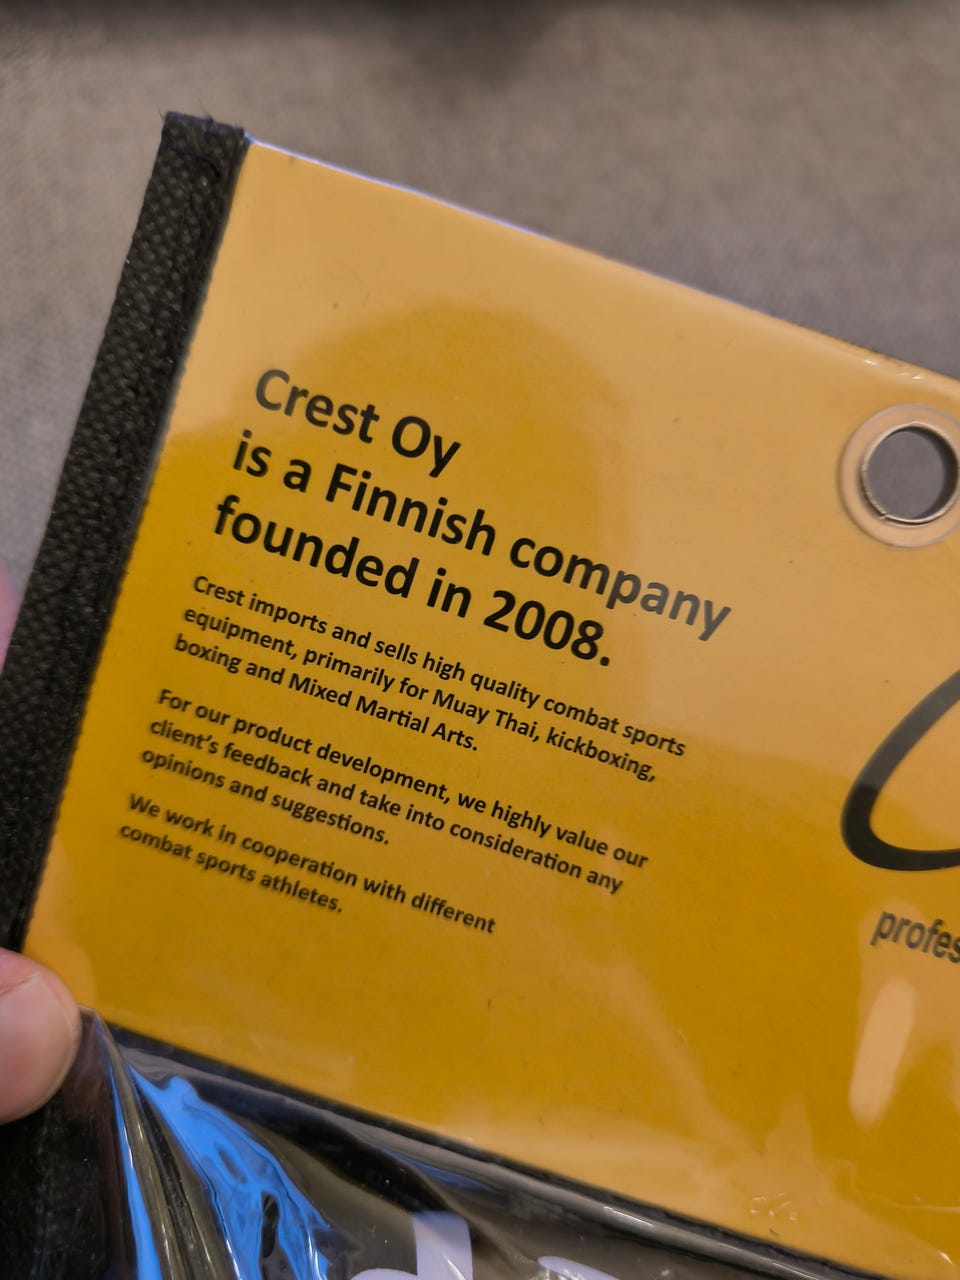 Crest Oy
is a Finnish company
founded in 2008.
Crest imports and sells high quality combat sports
equipment, primarily for Muay Thai, kickboxing,
boxing and Mixed Martial Arts.
For our product development, we highly value our
client's feedback and take into consideration any
opinions and suggestions.
We work in cooperation with different
combat sports athletes.